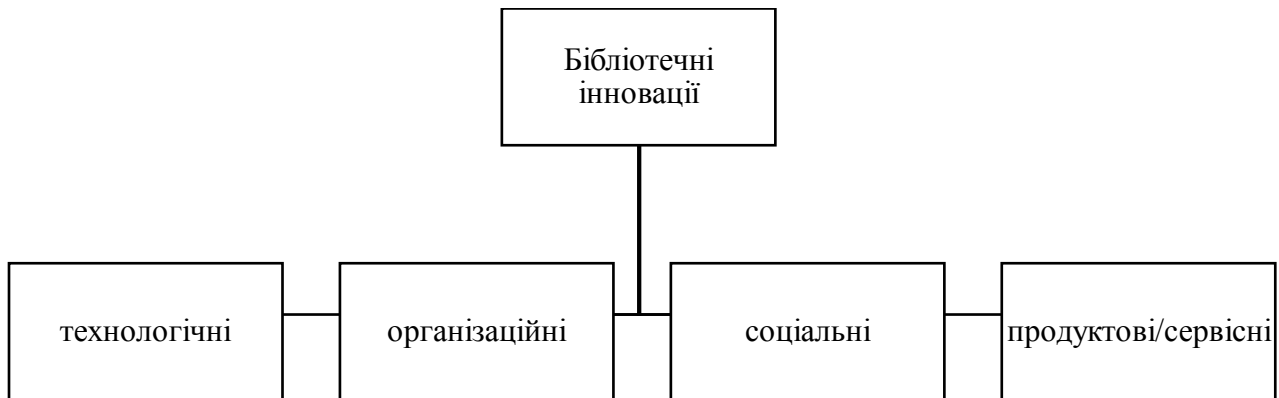 Бібліотечні
інновації
технологічні
організаційні
соціальні
продуктові/сервісні